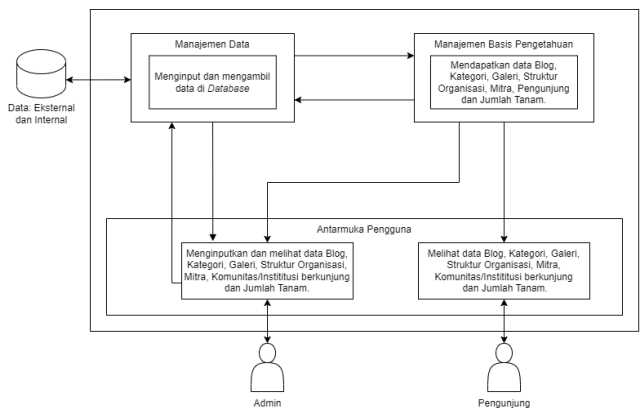 Manajemen Data
Menginput dan mengambil
data di Database
Manajemen Basis Pengetahuan
Mendapatkan data Blog,
Kategori, Galeri, Struktur
Organisasi, Mitra, Pengunjung
dan Jumlah Tanam.
Data: Eksternal
dan Internal
Antarmuka Pengguna
Menginputkan dan melihat data Blog,
Kategori, Galeri, Struktur Organisasi,
Mitra, Komunitas/Instititusi berkunjung
dan Jumlah Tanam.
Melihat data Blog, Kategori, Galeri,
Struktur Organisasi, Mitra,
Komunitas/Instititusi berkunjung
dan Jumlah Tanam.
Admin
Pengunjung